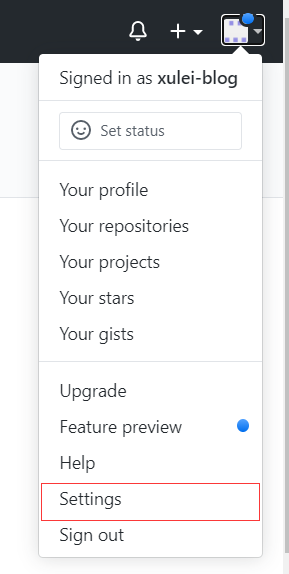 Signed in as xulei-blog
Set status
Your profile
Your repositories
Your projects
Your stars
Your gists
Upgrade
Feature preview
Help
Settings
Sign out